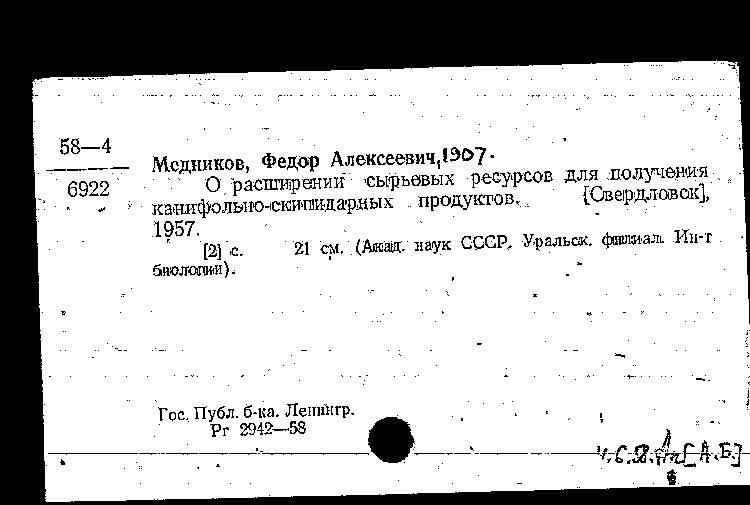 58—4
6922
Медников, Федор Алексеевич, 1907-
О расширении сырьевых ресурсов для получения
канифольно-скипидарных продуктов. [Свердловск],
1957.
[2] с. 21 см. (Акад. наук СССР. Уральск. филиал. Ин-т
биологии).
Гос. Публ. б-ка. Ленингр.
Рг 2942—58
[А.Б.]